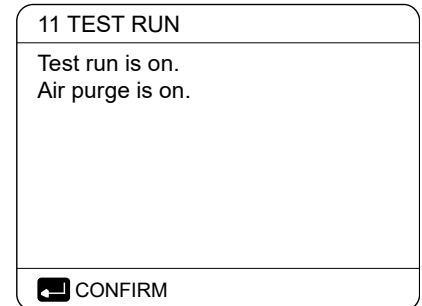 11 TEST RUN
Test run is on.
Air purge is on.
CONFIRM